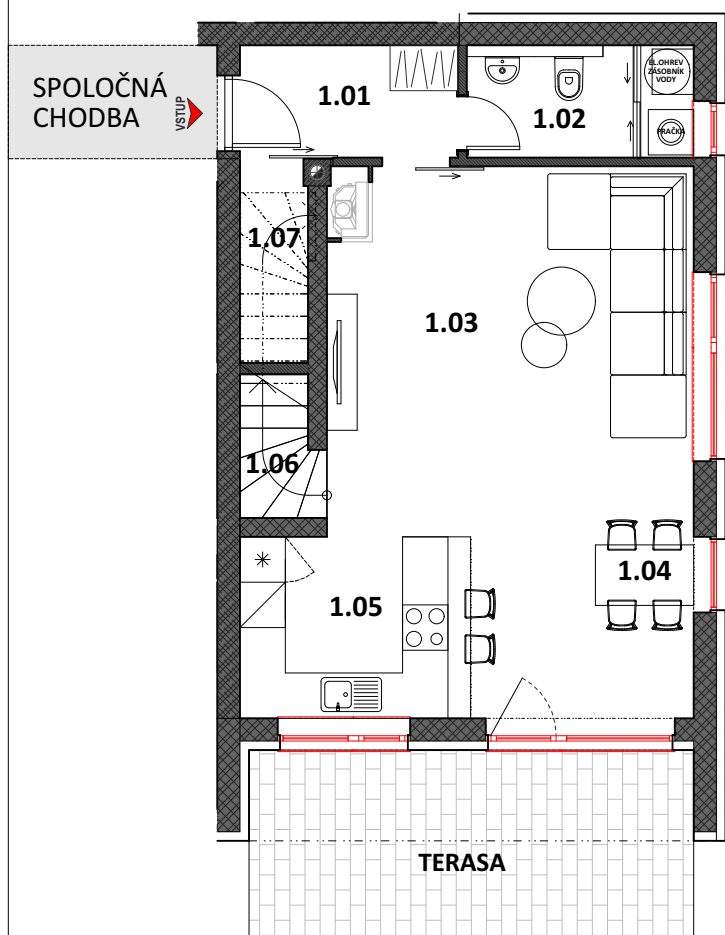 SPOLOČNÁ
CHODBA
VSTUP
1.01
1.02
EL.OHREV
ZÁSOBNÍK
VODY
PRAČKA
1.07
1.03
1.06
1.04
1.05
TERASA